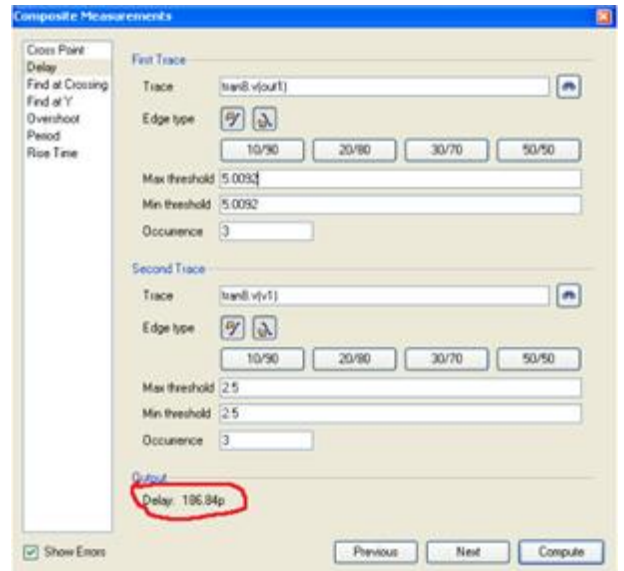 Composite Measurements
Cross Point
Delay
Find at Crossing
Find at Y
Overshoot
Period
Rise Time
First Trace
Trace tran8.v(out1)
Edge type
10/90 20/80 30/70 50/50
Max threshold 5.0092
Min threshold 5.0092
Occurrence 3
Second Trace
Trace tran8.v(v1)
Edge type
10/90 20/80 30/70 50/50
Max threshold 2.5
Min threshold 2.5
Occurrence 3
Output
Delay: 186.84p
Show Errors
Previous Next Compute